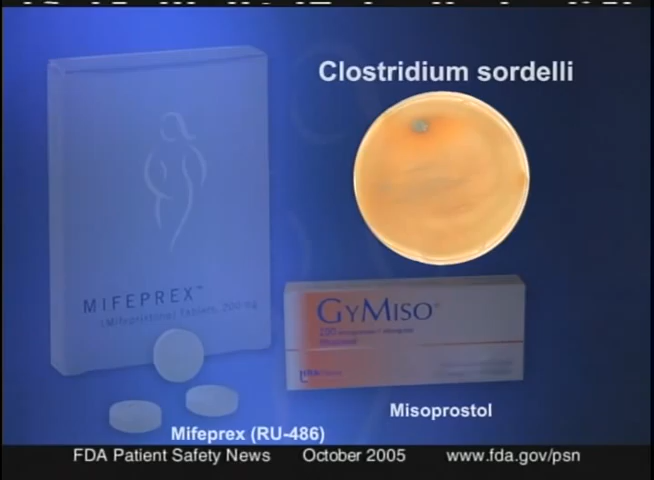 Clostridium sordelli
MIFEPREX™
(Mifepristone) Tablets, 200 mg
GYMISO®
Misoprostol
Mifeprex (RU-486)
FDA Patient Safety News October 2005 www.fda.gov/psn